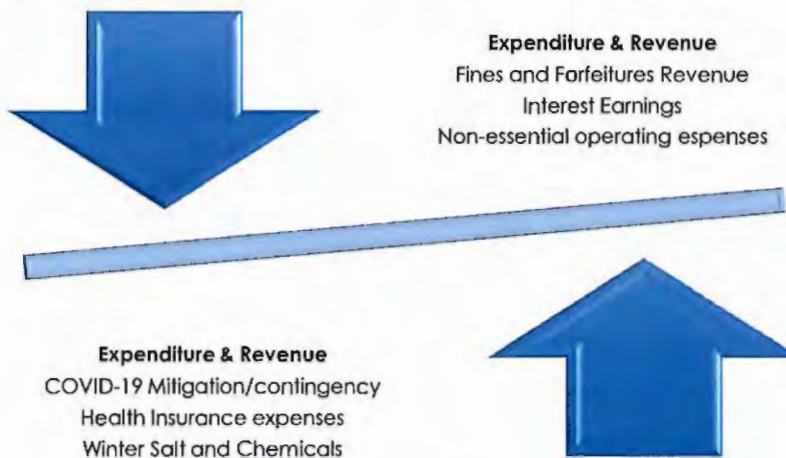 Expenditure & Revenue
Fines and Forfeitures Revenue
Interest Earnings
Non-essential operating espenses
Expenditure & Revenue
COVID-19 Mitigation/contingency
Health Insurance expenses
Winter Salt and Chemicals